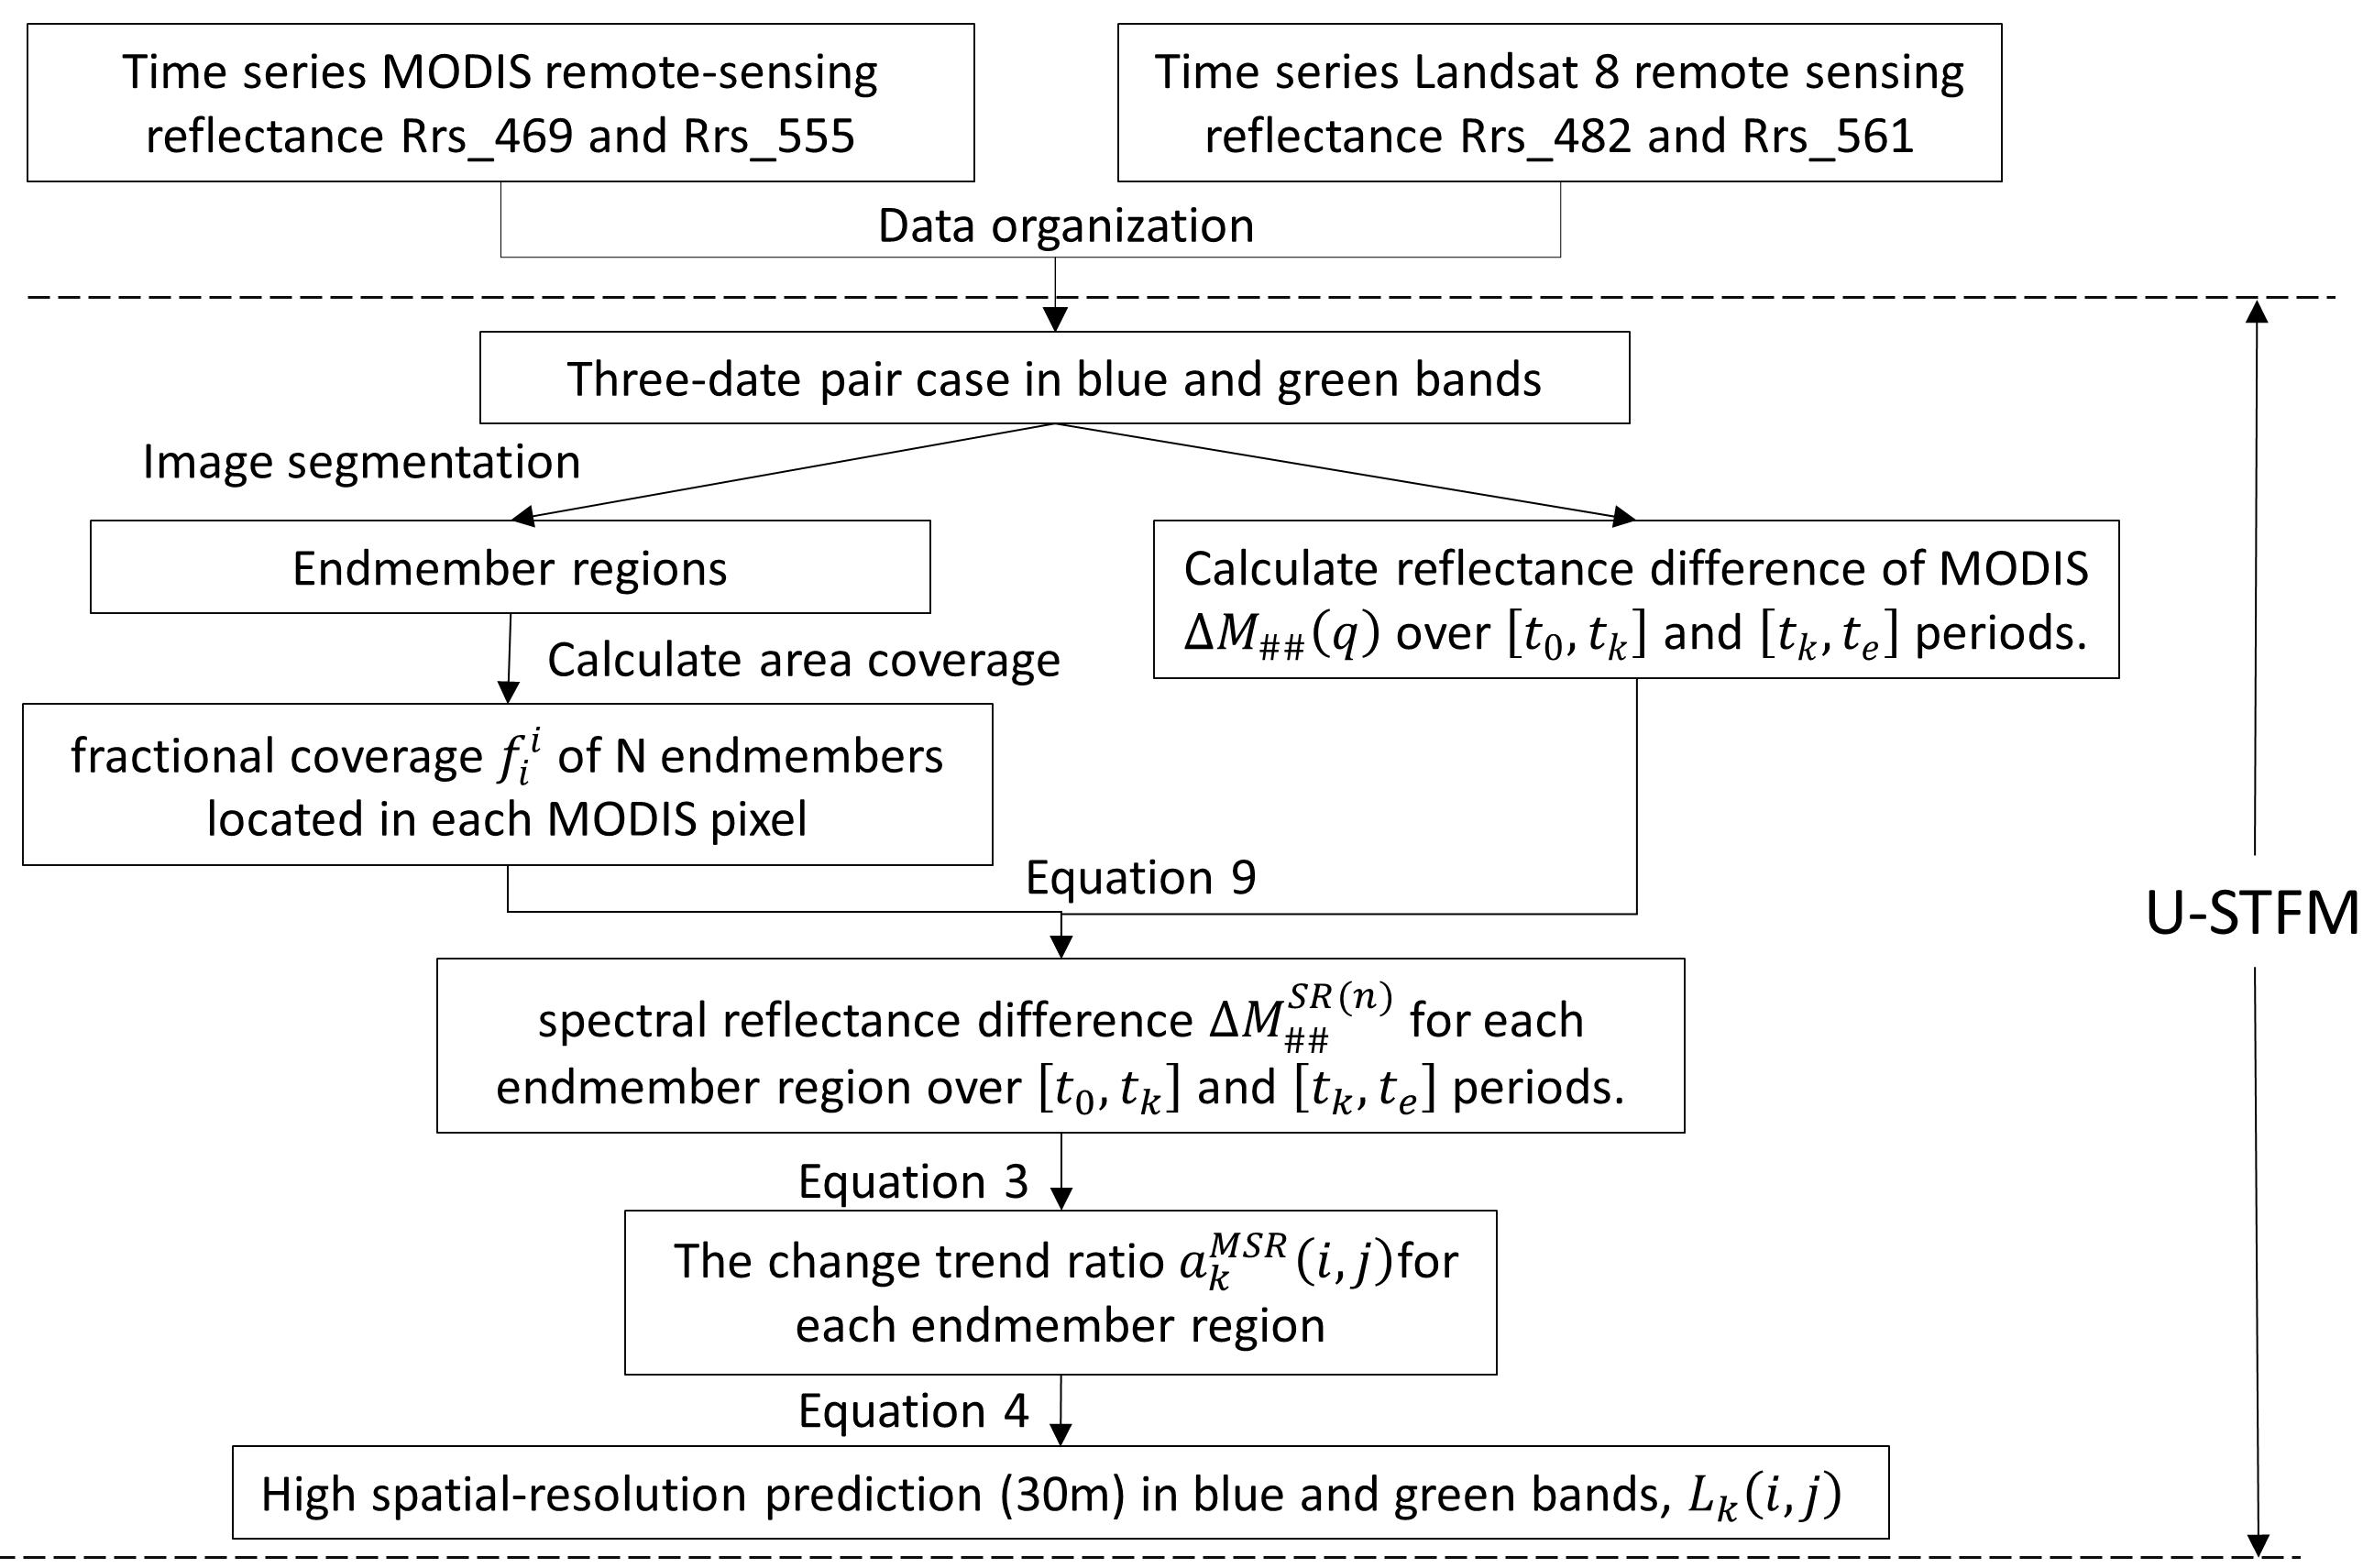 Time series MODIS remote-sensing
reflectance Rrs_469 and Rrs_555
Time series Landsat 8 remote sensing
reflectance Rrs_482 and Rrs_561
Data organization
Three-date pair case in blue and green bands
Image segmentation
Endmember regions
Calculate reflectance difference of MODIS
Δ𝑀_{##}(𝑞) over [𝑡_0, 𝑡_𝑘] and [𝑡_𝑘, 𝑡_𝑒] periods.
Calculate area coverage
fractional coverage 𝑓_𝑖^𝑖 of N endmembers
located in each MODIS pixel
Equation 9
U-STFM
spectral reflectance difference Δ𝑀_{##}^{𝑆𝑅(𝑛)} for each
endmember region over [𝑡_0, 𝑡_𝑘] and [𝑡_𝑘, 𝑡_𝑒] periods.
Equation 3
The change trend ratio 𝑎_𝑘^{𝑀𝑆𝑅}(𝑖, 𝑗)for
each endmember region
Equation 4
High spatial-resolution prediction (30m) in blue and green bands, 𝐿_𝑘(𝑖, 𝑗)